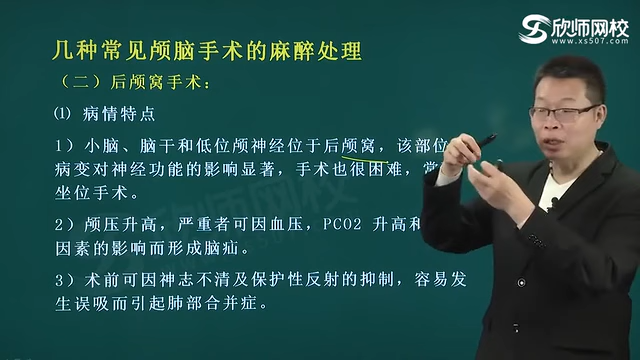 欣师网校
www.xs507.com
几种常见颅脑手术的麻醉处理
（二）后颅窝手术：
⑴ 病情特点
1）小脑、脑干和低位颅神经位于后颅窝，该部位
病变对神经功能的影响显著，手术也很困难，常
坐位手术。
2）颅压升高，严重者可因血压，PCO2 升高和
因素的影响而形成脑疝。
3）术前可因神志不清及保护性反射的抑制，容易发
生误吸而引起肺部合并症。